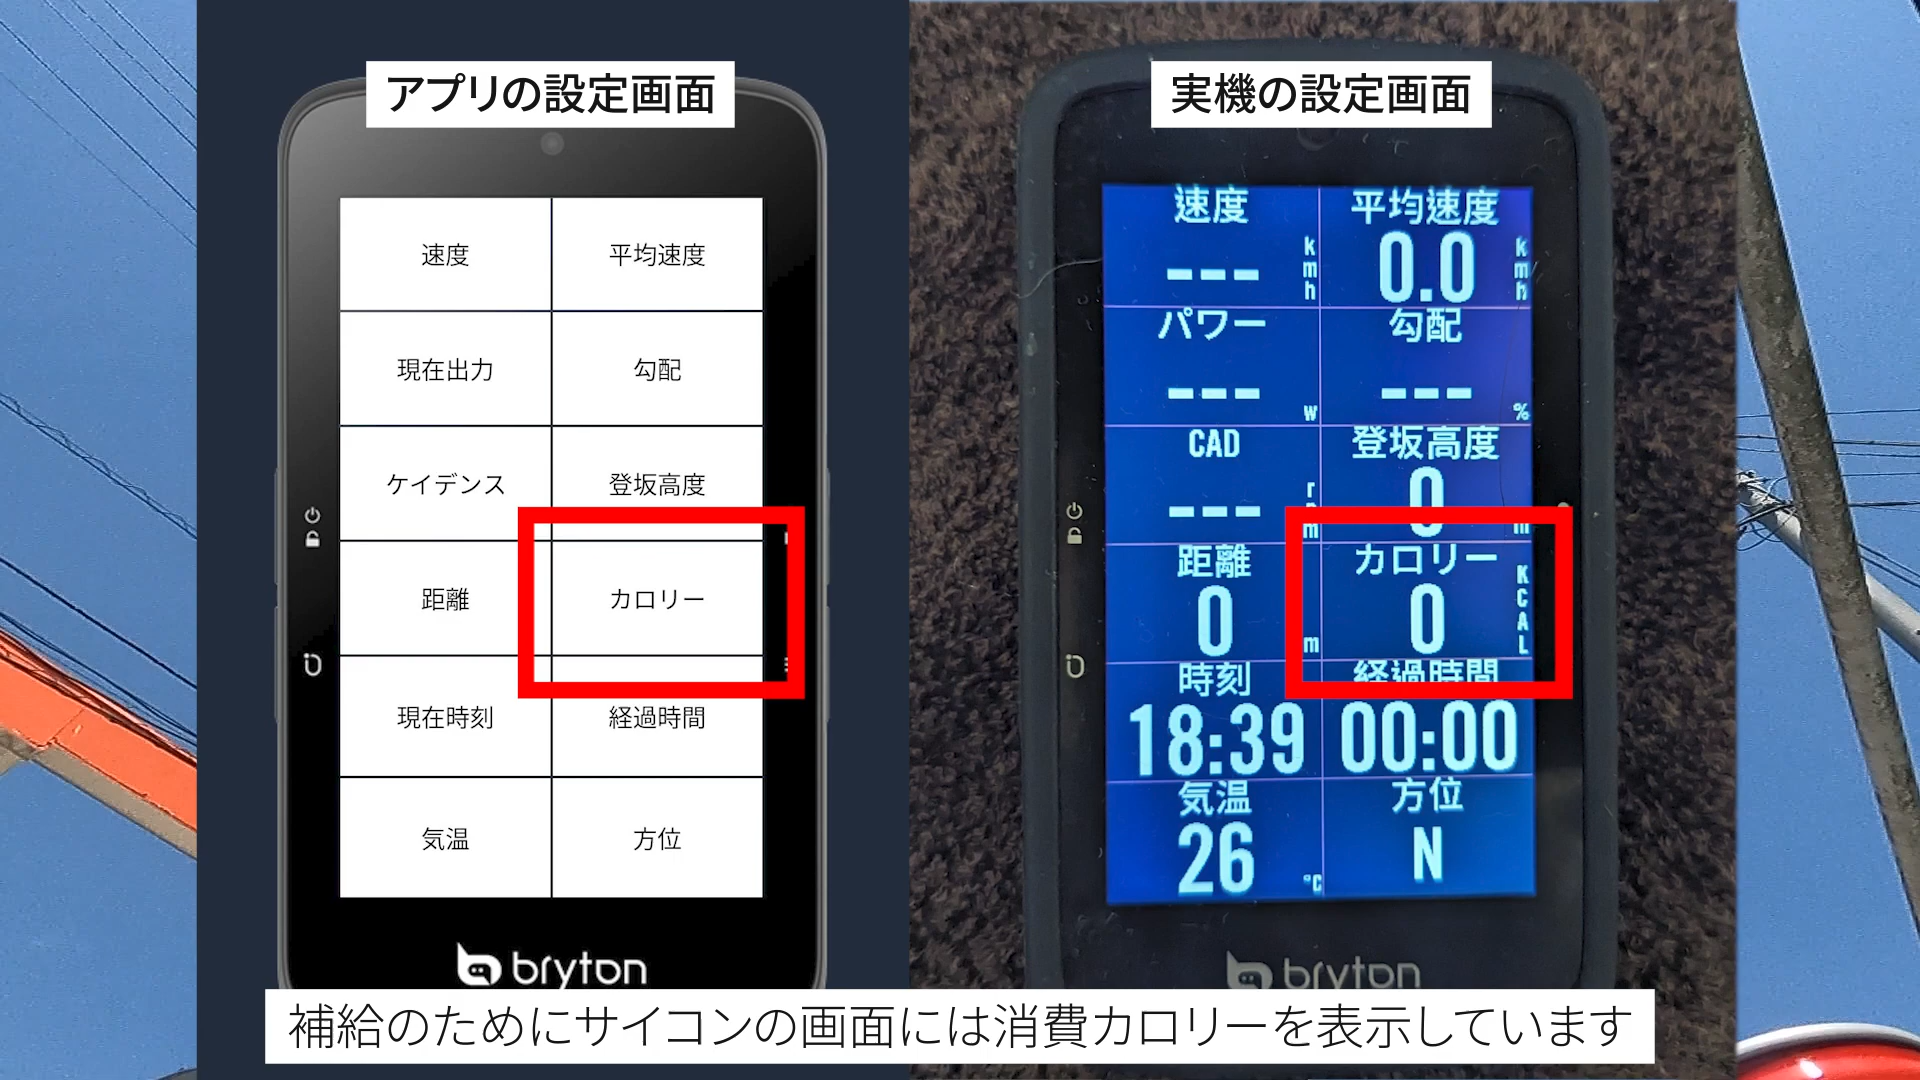 アプリの設定画面
速度 平均速度
現在出力 勾配
ケイデンス 登坂高度
距離 カロリー
現在時刻 経過時間
気温 方位
bryton
実機の設定画面
速度 平均速度
--- kmh 0.0 kmh
パワー 勾配
--- w --- %
CAD 登坂高度
--- rpm 0 m
距離 カロリー
0 m 0 KCAL
時刻 経過時間
18:39 00:00
気温 方位
26 °C N
bryton
補給のためにサイコンの画面には消費カロリーを表示しています